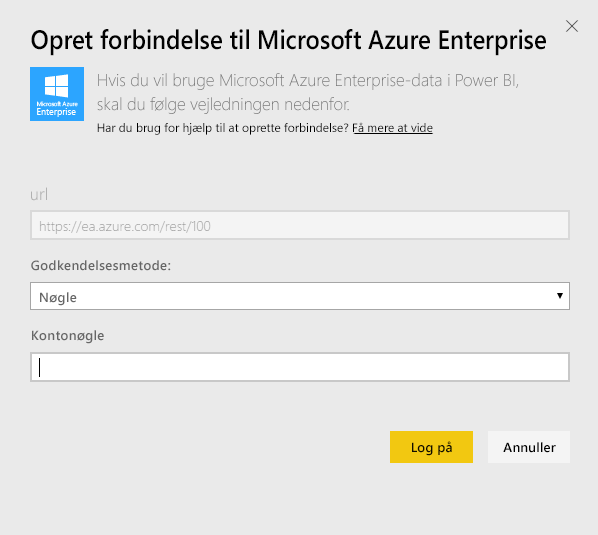 Opret forbindelse til Microsoft Azure Enterprise
Microsoft Azure
Enterprise
Hvis du vil bruge Microsoft Azure Enterprise-data i Power BI,
skal du følge vejledningen nedenfor.
Har du brug for hjælp til at oprette forbindelse? Få mere at vide
url
https://ea.azure.com/rest/100
Godkendelsesmetode:
Nøgle
Kontonøgle
Log på
Annuller